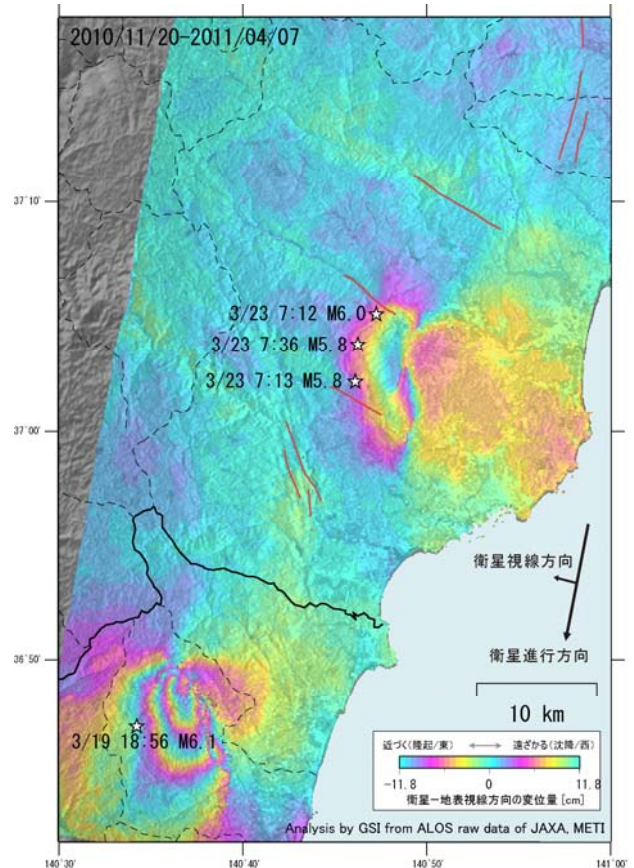 2010/11/20-2011/04/07
37°10'
3/23 7:12 M6.0
3/23 7:36 M5.8
3/23 7:13 M5.8
37°00'
衛星視線方向
衛星進行方向
36°50'
10 km
3/19 18:56 M6.1
近づく(隆起/東) 遠ざかる(沈降/西)
-11.8 0 11.8
衛星−地表視線方向の変位量 [cm]
Analysis by GSI from ALOS raw data of JAXA, METI
140°30' 140°40' 140°50' 141°00'